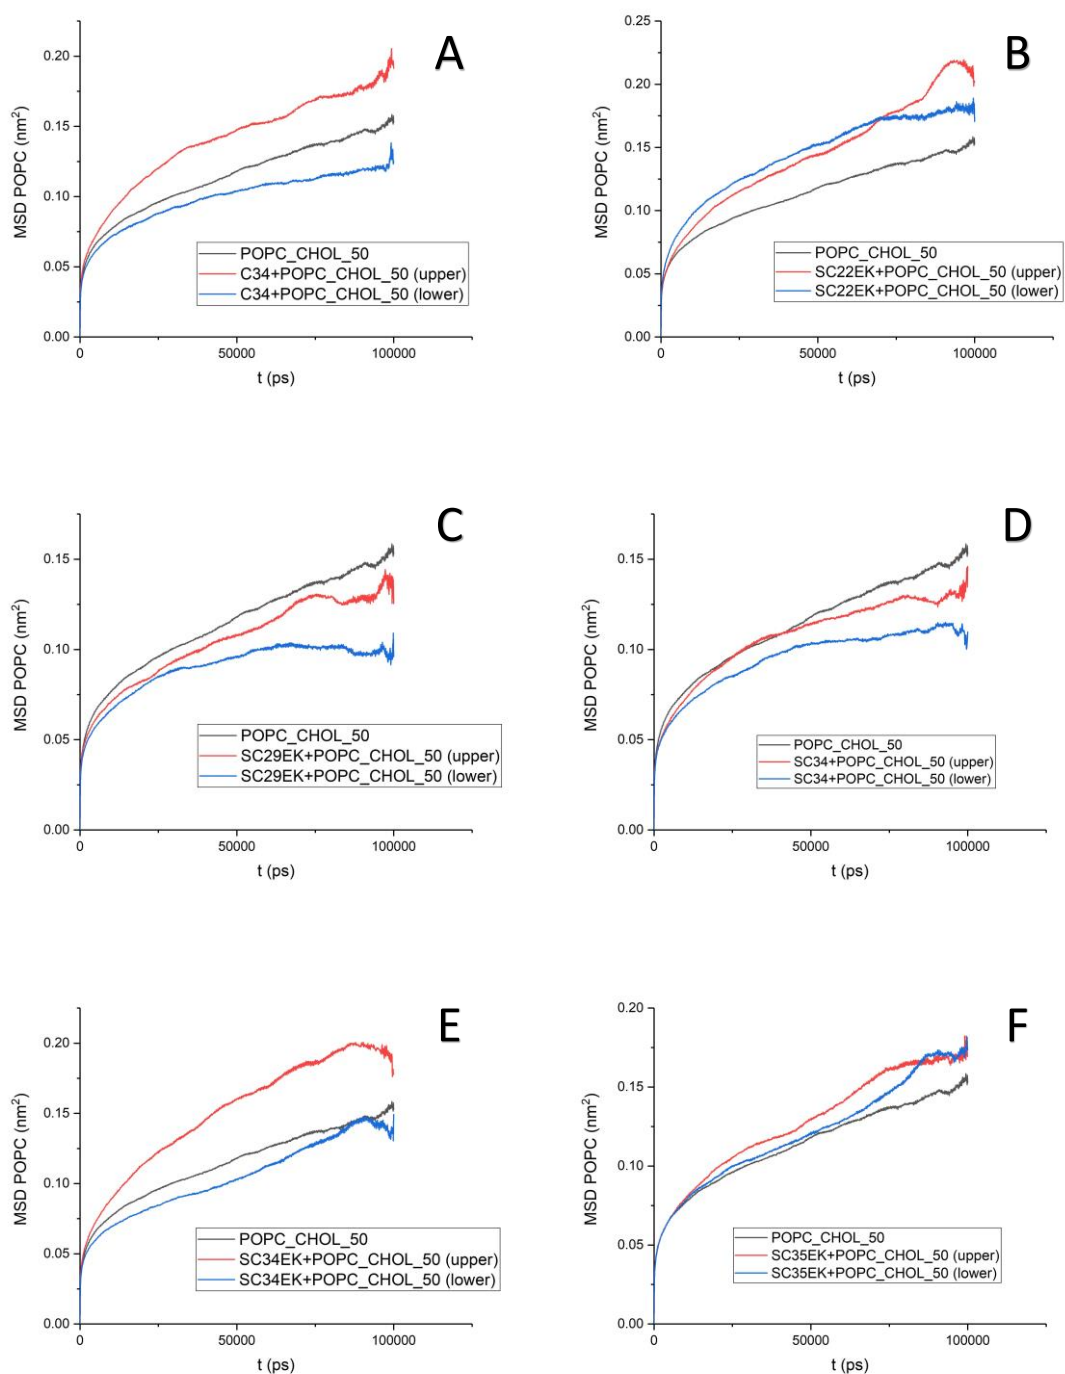 A
MSD POPC (nm²)
0.20
0.15
0.10
0.05
0.00
POPC_CHOL_50
C34+POPC_CHOL_50 (upper)
C34+POPC_CHOL_50 (lower)
0 50000 100000
t (ps)
B
MSD POPC (nm²)
0.25
0.20
0.15
0.10
0.05
0.00
POPC_CHOL_50
SC22EK+POPC_CHOL_50 (upper)
SC22EK+POPC_CHOL_50 (lower)
0 50000 100000
t (ps)
C
MSD POPC (nm²)
0.15
0.10
0.05
0.00
POPC_CHOL_50
SC29EK+POPC_CHOL_50 (upper)
SC29EK+POPC_CHOL_50 (lower)
0 50000 100000
t (ps)
D
MSD POPC (nm²)
0.15
0.10
0.05
0.00
POPC_CHOL_50
SC34+POPC_CHOL_50 (upper)
SC34+POPC_CHOL_50 (lower)
0 50000 100000
t (ps)
E
MSD POPC (nm²)
0.20
0.15
0.10
0.05
0.00
POPC_CHOL_50
SC34EK+POPC_CHOL_50 (upper)
SC34EK+POPC_CHOL_50 (lower)
0 50000 100000
t (ps)
F
MSD POPC (nm²)
0.20
0.15
0.10
0.05
0.00
POPC_CHOL_50
SC35EK+POPC_CHOL_50 (upper)
SC35EK+POPC_CHOL_50 (lower)
0 50000 100000
t (ps)